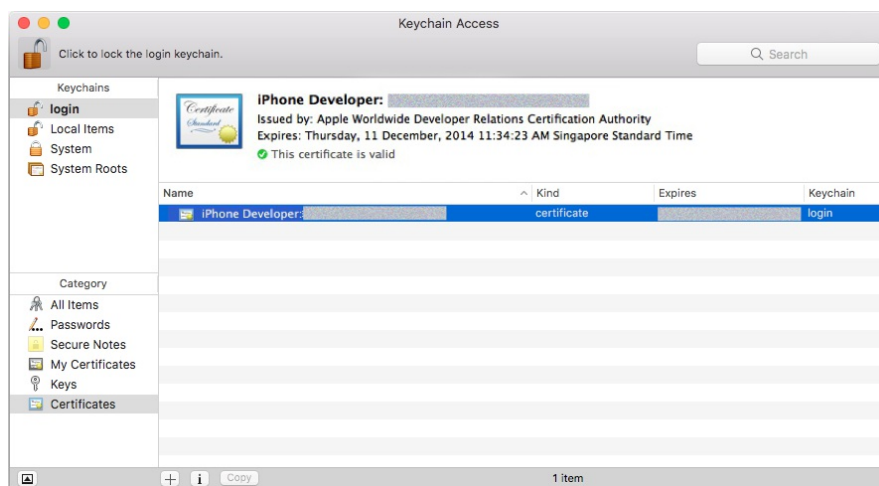 Keychain Access
Click to lock the login keychain.
Search
Keychains
login
Local Items
System
System Roots
Certificate
Standard
iPhone Developer:
Issued by: Apple Worldwide Developer Relations Certification Authority
Expires: Thursday, 11 December, 2014 11:34:23 AM Singapore Standard Time
This certificate is valid
Name Kind Expires Keychain
iPhone Developer: certificate login
Category
All Items
Passwords
Secure Notes
My Certificates
Keys
Certificates
+ i Copy 1 item